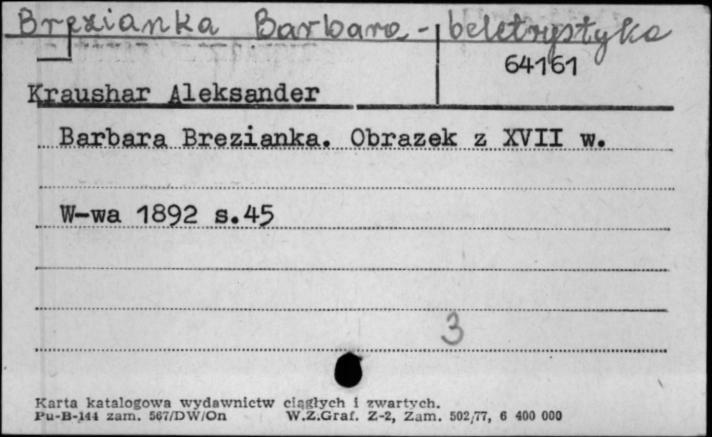 Brezianka Barbara - beletrystyka
64161
Kraushar Aleksander
Barbara Brezianka. Obrazek z XVII w.
W-wa 1892 s.45
3
Karta katalogowa wydawnictw ciągłych i zwartych.
Pu-B-144 zam. 567/DW/On W.Z.Graf. Z-2, Zam. 502/77, 6 400 000